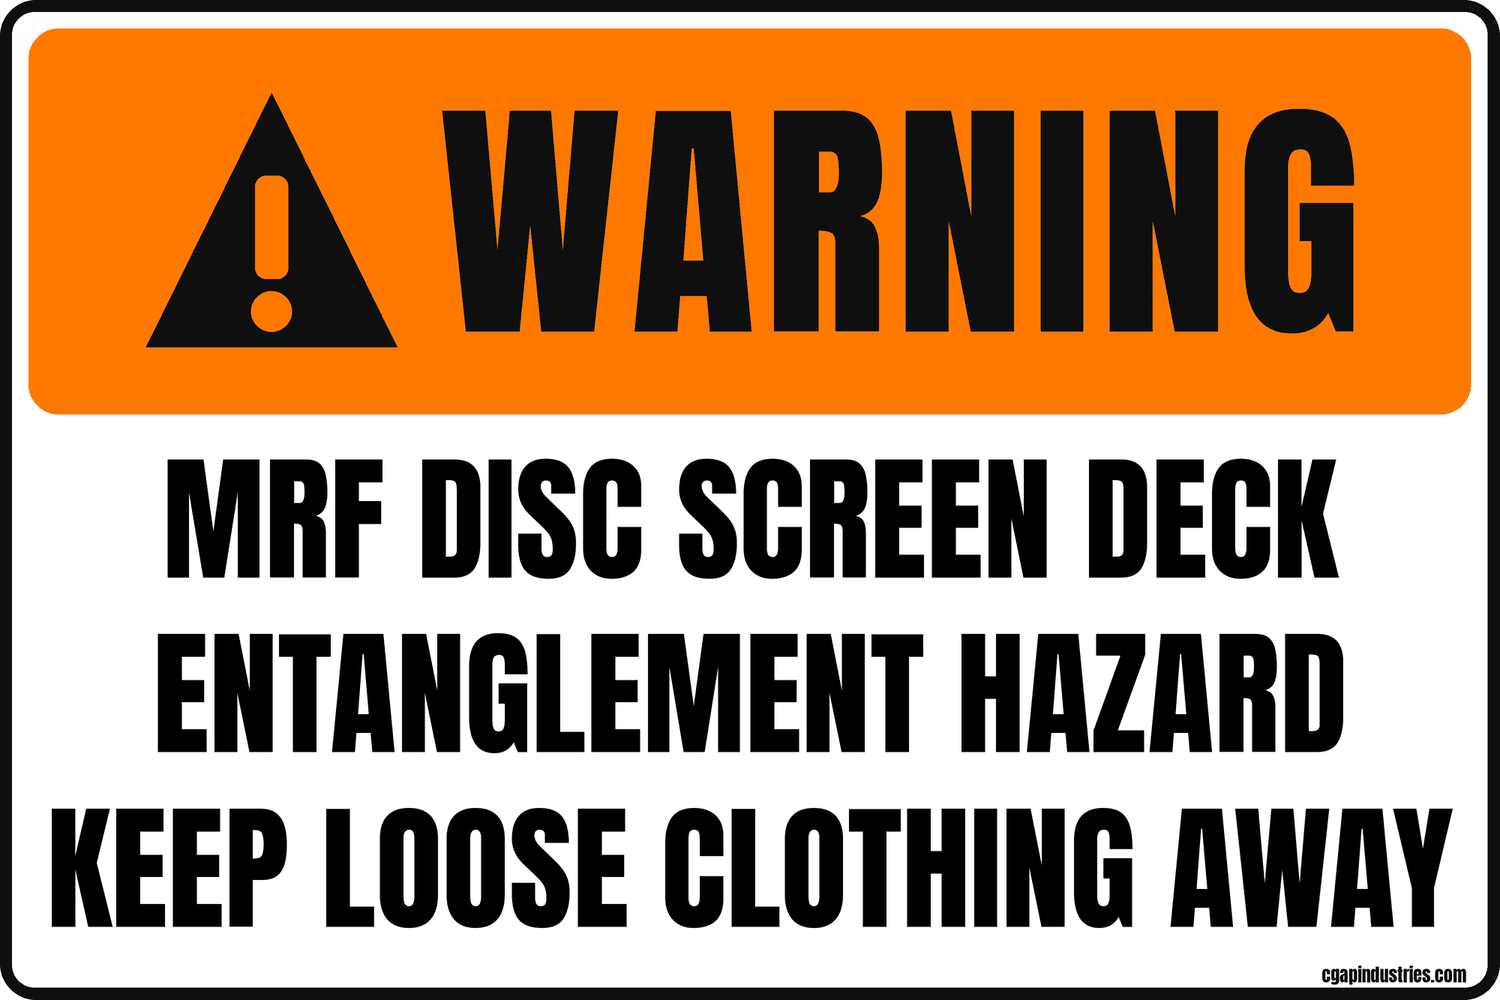 WARNING
MRF DISC SCREEN DECK
ENTANGLEMENT HAZARD
KEEP LOOSE CLOTHING AWAY
cgapindustries.com